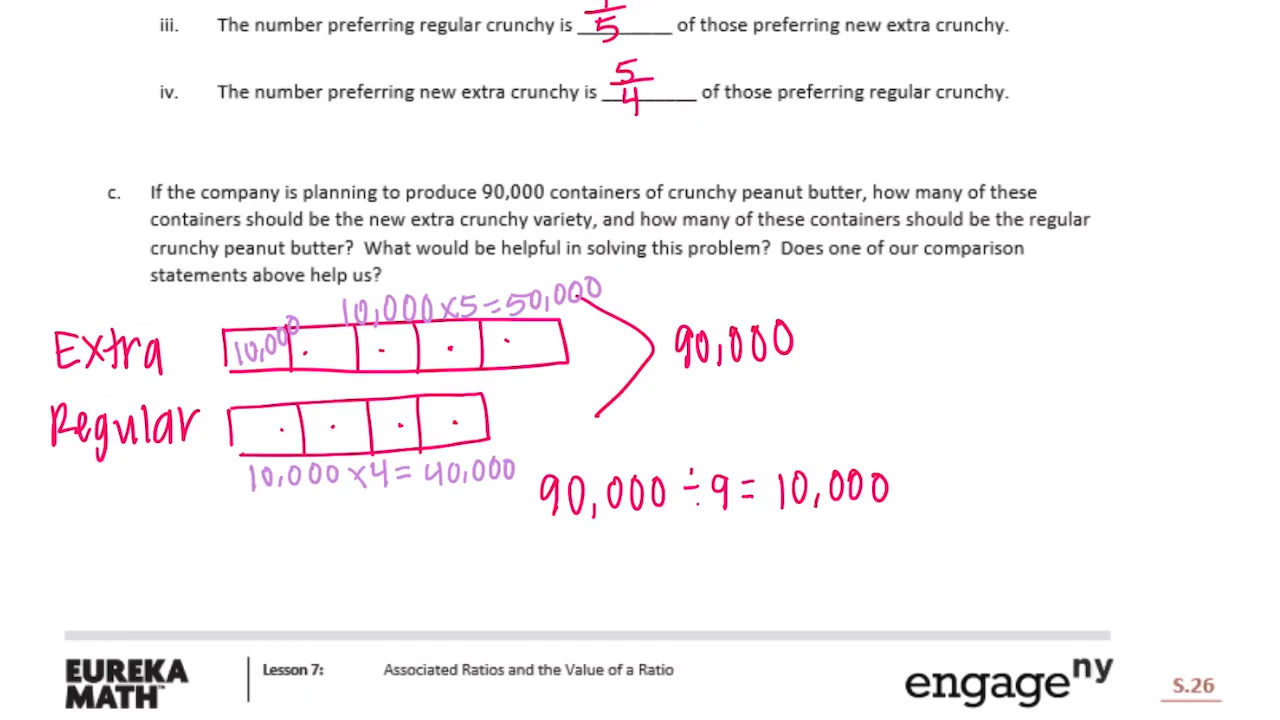 iii. The number preferring regular crunchy is 5 of those preferring new extra crunchy.
iv. The number preferring new extra crunchy is 5/4 of those preferring regular crunchy.
c. If the company is planning to produce 90,000 containers of crunchy peanut butter, how many of these
containers should be the new extra crunchy variety, and how many of these containers should be the regular
crunchy peanut butter? What would be helpful in solving this problem? Does one of our comparison
statements above help us?
10,000 × 5 = 50,000
Extra 10,000 90,000
Regular
10,000 × 4 = 40,000
90,000 ÷ 9 = 10,000
EUREKA
MATH™
Lesson 7: Associated Ratios and the Value of a Ratio
engageny
S.26